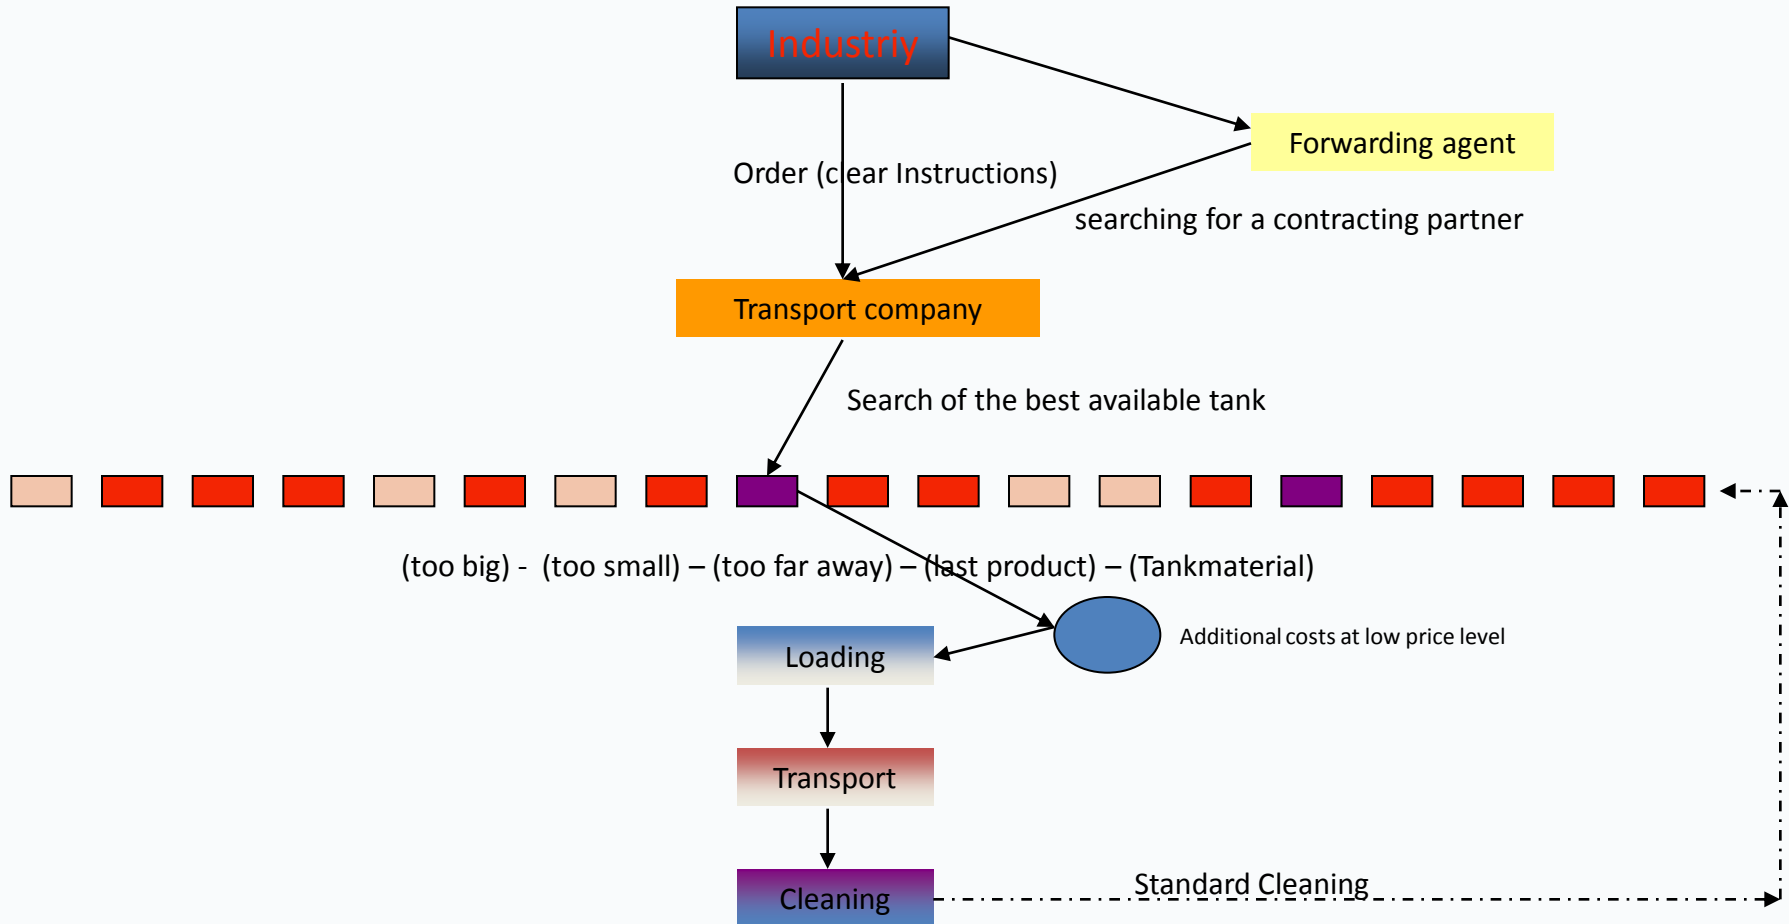 Industriy
Forwarding agent
Order (clear Instructions)
searching for a contracting partner
Transport company
Search of the best available tank
(too big) -  (too small) – (too far away) – (last product) – (Tankmaterial)
Additional costs at low price level
Loading
Transport
Standard Cleaning
Cleaning